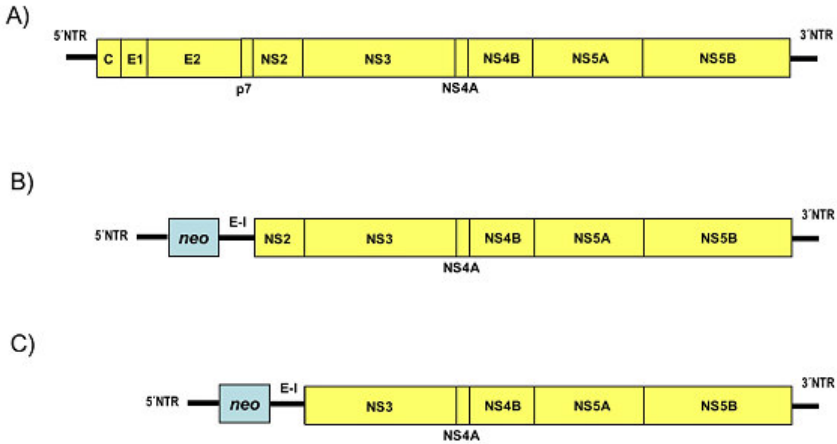 A)
5´NTR 3´NTR
C E1 E2 NS2 NS3 NS4B NS5A NS5B
p7 NS4A
B)
E-I 3´NTR
5´NTR neo NS2 NS3 NS4B NS5A NS5B
NS4A
C)
E-I 3´NTR
5´NTR neo NS3 NS4B NS5A NS5B
NS4A